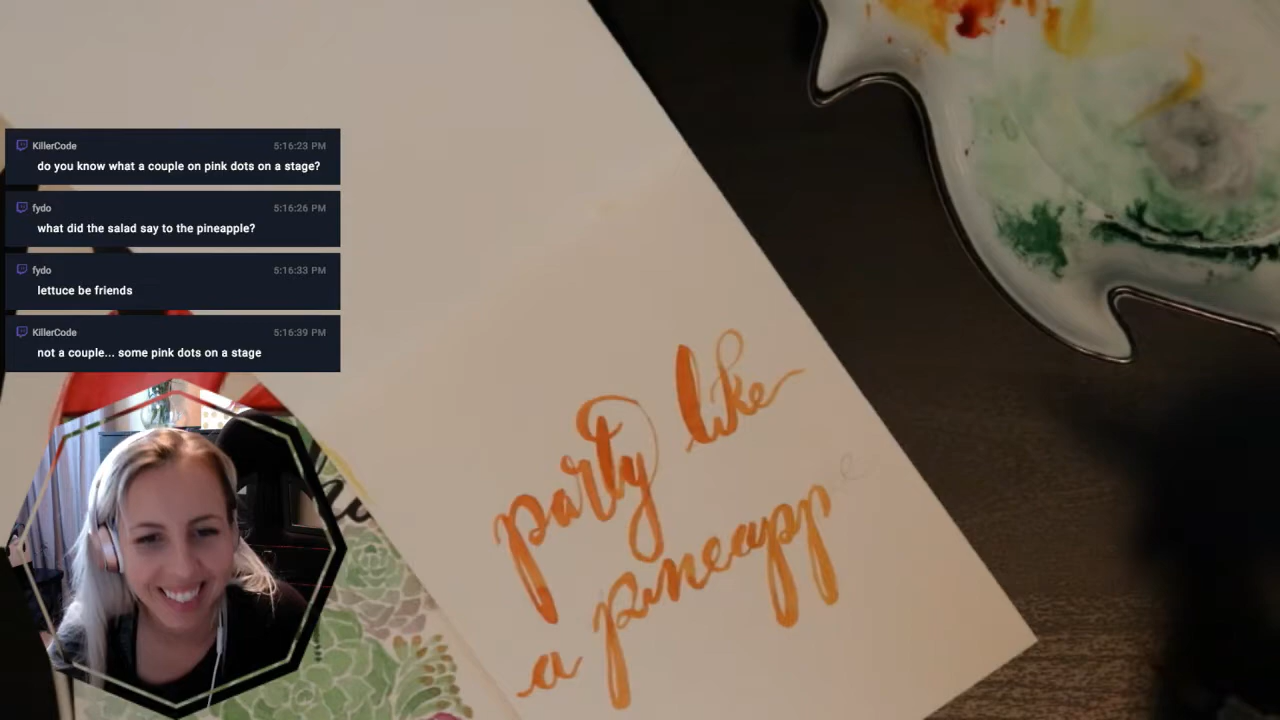 KillerCode 5:16:23 PM
do you know what a couple on pink dots on a stage?
fydo 5:16:26 PM
what did the salad say to the pineapple?
fydo 5:16:33 PM
lettuce be friends
KillerCode 5:16:39 PM
not a couple... some pink dots on a stage
party like
a pineapple